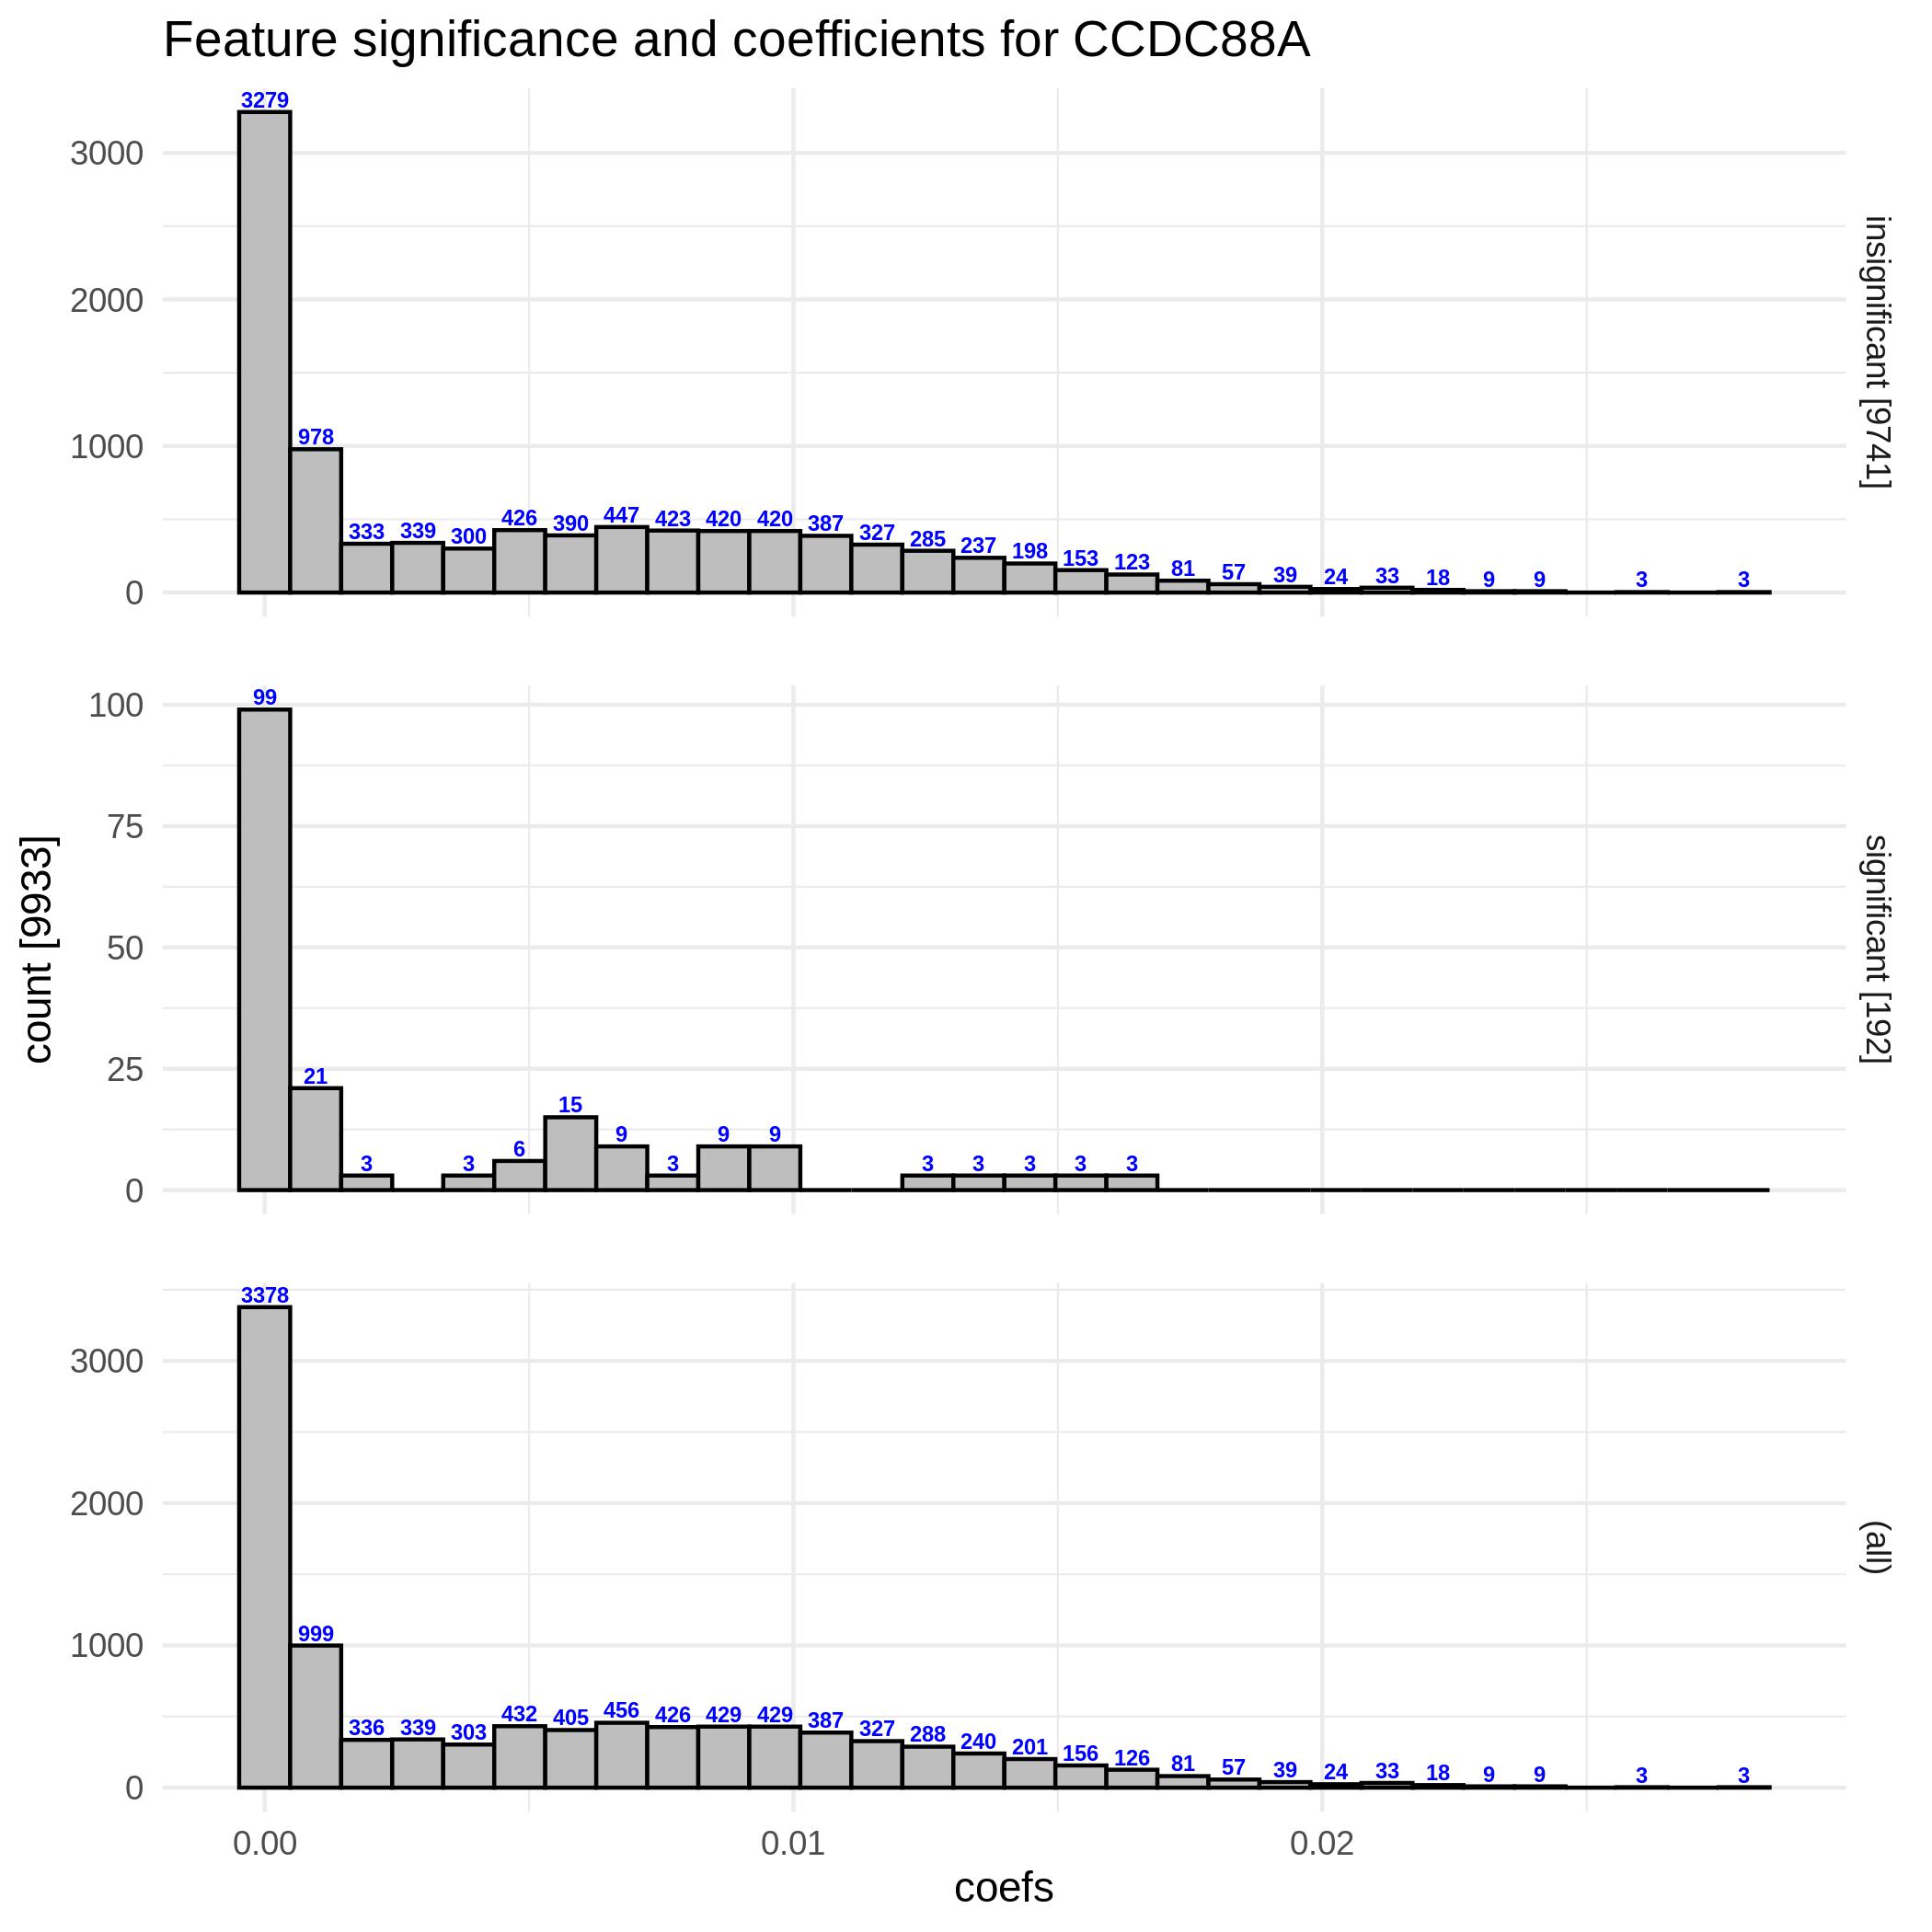 Feature significance and coefficients for CCDC88A
3279
978
333 339 300 426 390 447 423 420 420 387 327 285 237 198 153 123 81 57 39 24 33 18 9 9 3 3
3000
2000
1000
0
insignificant [9741]
count [9933]
99
21
3 3 6 15 9 3 9 9 3 3 3 3 3
100
75
50
25
0
significant [192]
3378
999
336 339 303 432 405 456 426 429 429 387 327 288 240 201 156 126 81 57 39 24 33 18 9 9 3 3
3000
2000
1000
0
(all)
0.00 0.01 0.02
coefs